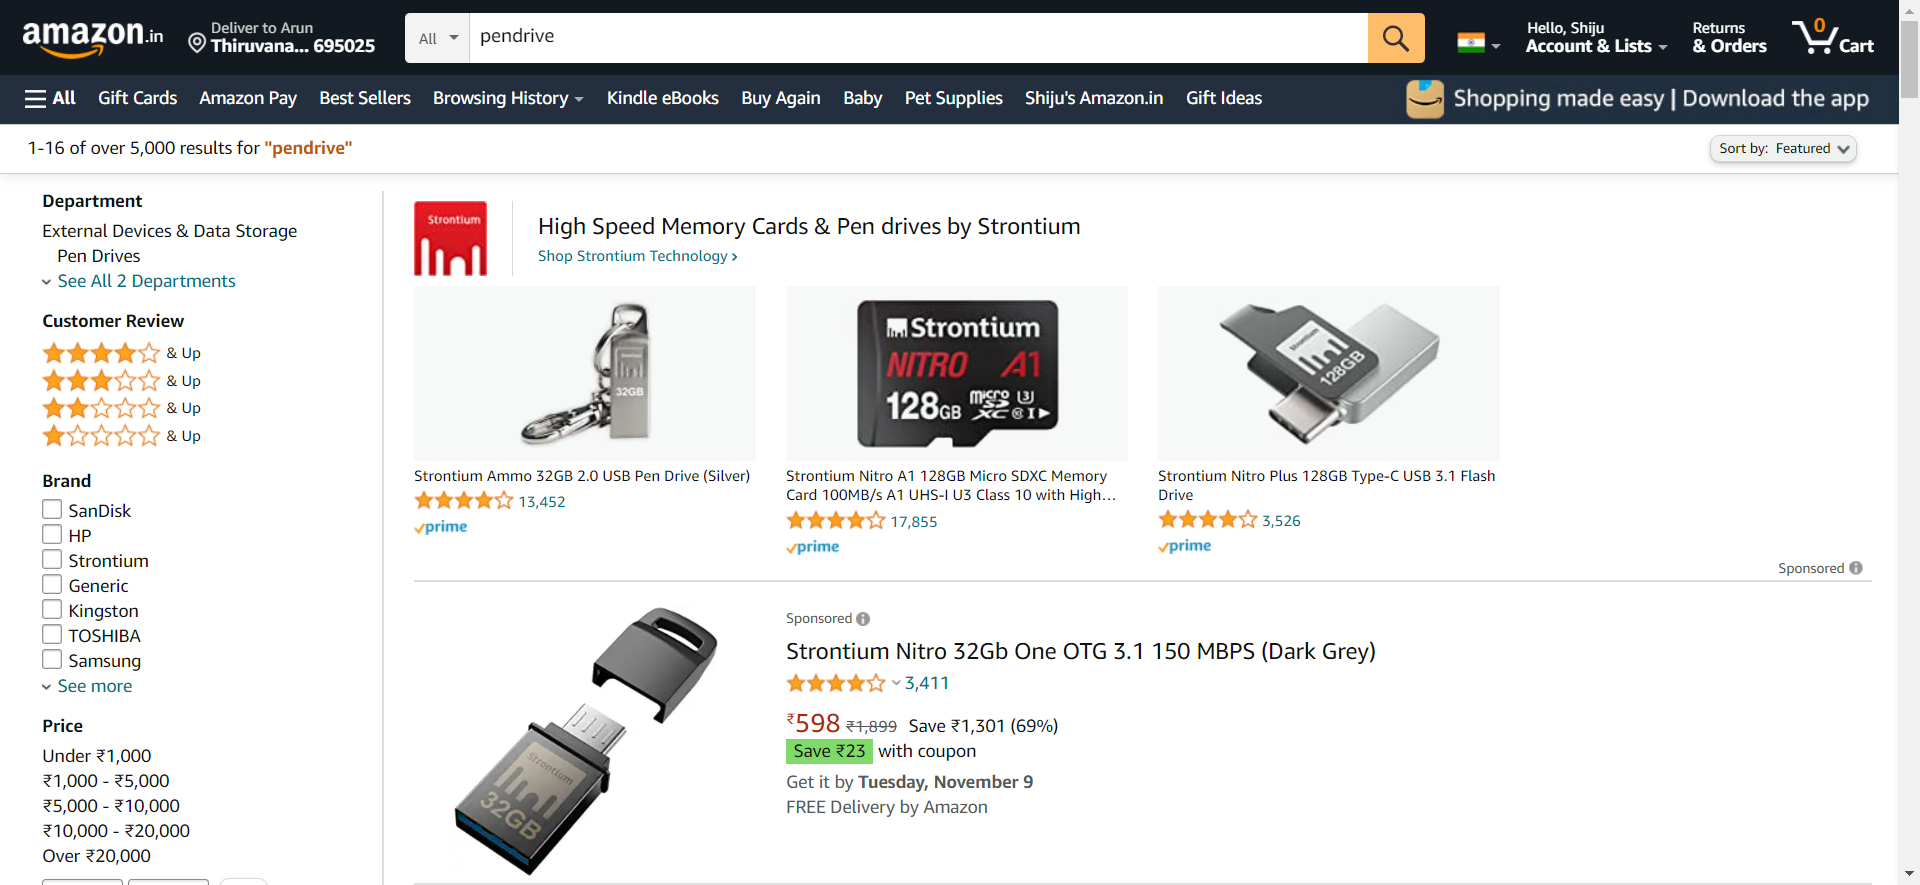 amazon.in
Deliver to Arun
Thiruvana... 695025
All
pendrive
Hello, Shiju
Account & Lists
Returns
& Orders
0
Cart
All
Gift Cards
Amazon Pay
Best Sellers
Browsing History
Kindle eBooks
Buy Again
Baby
Pet Supplies
Shiju's Amazon.in
Gift Ideas
Shopping made easy | Download the app
1-16 of over 5,000 results for "pendrive"
Sort by: Featured
Department
External Devices & Data Storage
Pen Drives
See All 2 Departments
Customer Review
& Up
& Up
& Up
& Up
Brand
SanDisk
HP
Strontium
Generic
Kingston
TOSHIBA
Samsung
See more
Price
Under ₹1,000
₹1,000 - ₹5,000
₹5,000 - ₹10,000
₹10,000 - ₹20,000
Over ₹20,000
Strontium
High Speed Memory Cards & Pen drives by Strontium
Shop Strontium Technology ›
Strontium
32GB
Strontium Ammo 32GB 2.0 USB Pen Drive (Silver)
13,452
prime
Strontium
NITRO A1
128GB
micro
SD
XC
U3
10
I
Strontium Nitro A1 128GB Micro SDXC Memory
Card 100MB/s A1 UHS-I U3 Class 10 with High...
17,855
prime
Strontium
128GB
Strontium Nitro Plus 128GB Type-C USB 3.1 Flash
Drive
3,526
prime
Sponsored
Strontium
32GB
Sponsored
Strontium Nitro 32Gb One OTG 3.1 150 MBPS (Dark Grey)
3,411
₹598 ₹1,899 Save ₹1,301 (69%)
Save ₹23 with coupon
Get it by Tuesday, November 9
FREE Delivery by Amazon